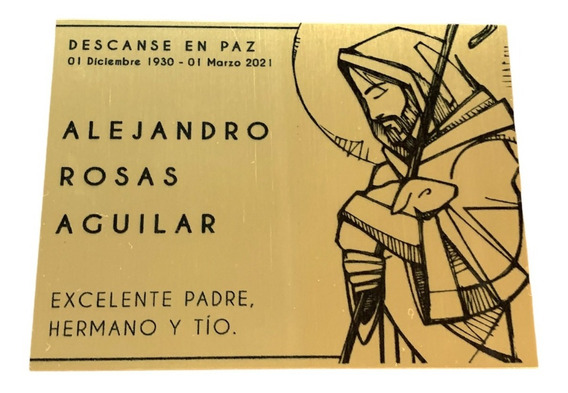 DESCANSE EN PAZ
01 Diciembre 1930 - 01 Marzo 2021
ALEJANDRO
ROSAS
AGUILAR
EXCELENTE PADRE,
HERMANO Y TÍO.